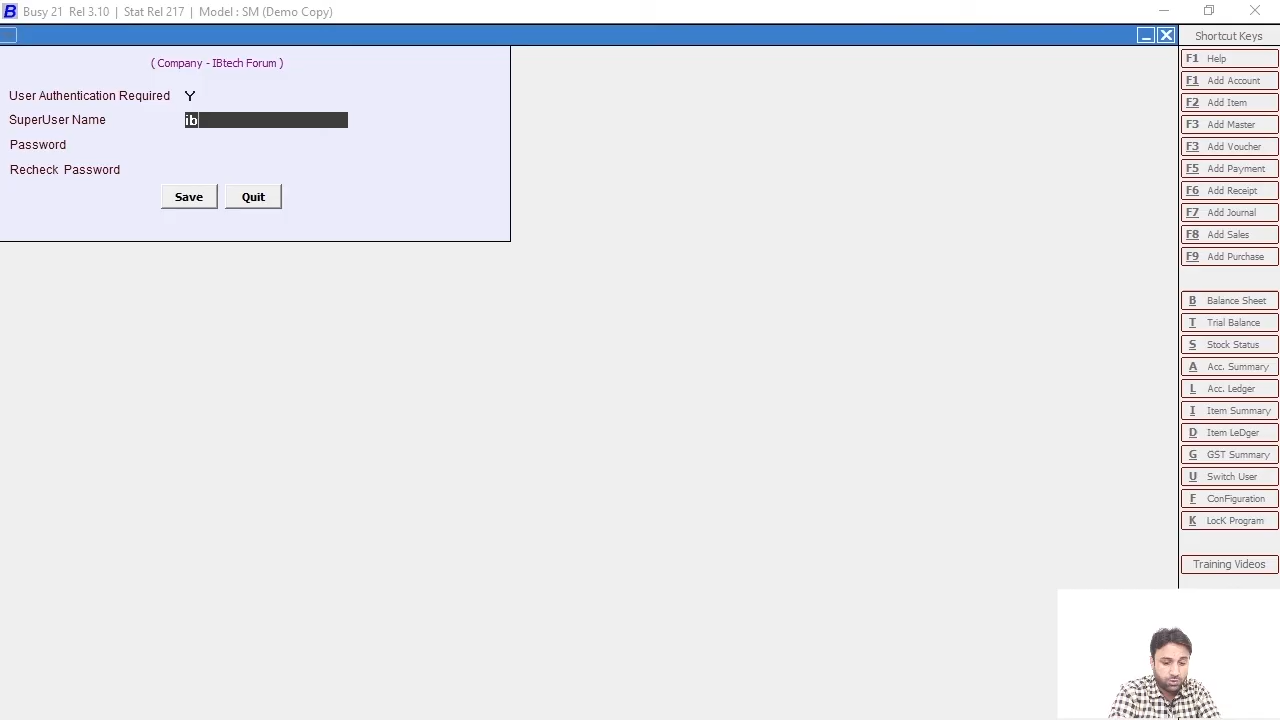 Busy 21 Rel 3.10 | Stat Rel 217 | Model : SM (Demo Copy)
Shortcut Keys
( Company - IBtech Forum )
User Authentication Required Y
SuperUser Name ib
Password
Recheck Password
Save Quit
F1 Help
F1 Add Account
F2 Add Item
F3 Add Master
F3 Add Voucher
F5 Add Payment
F6 Add Receipt
F7 Add Journal
F8 Add Sales
F9 Add Purchase
B Balance Sheet
T Trial Balance
S Stock Status
A Acc. Summary
L Acc. Ledger
I Item Summary
D Item LeDger
G GST Summary
U Switch User
F ConFiguration
K LocK Program
Training Videos